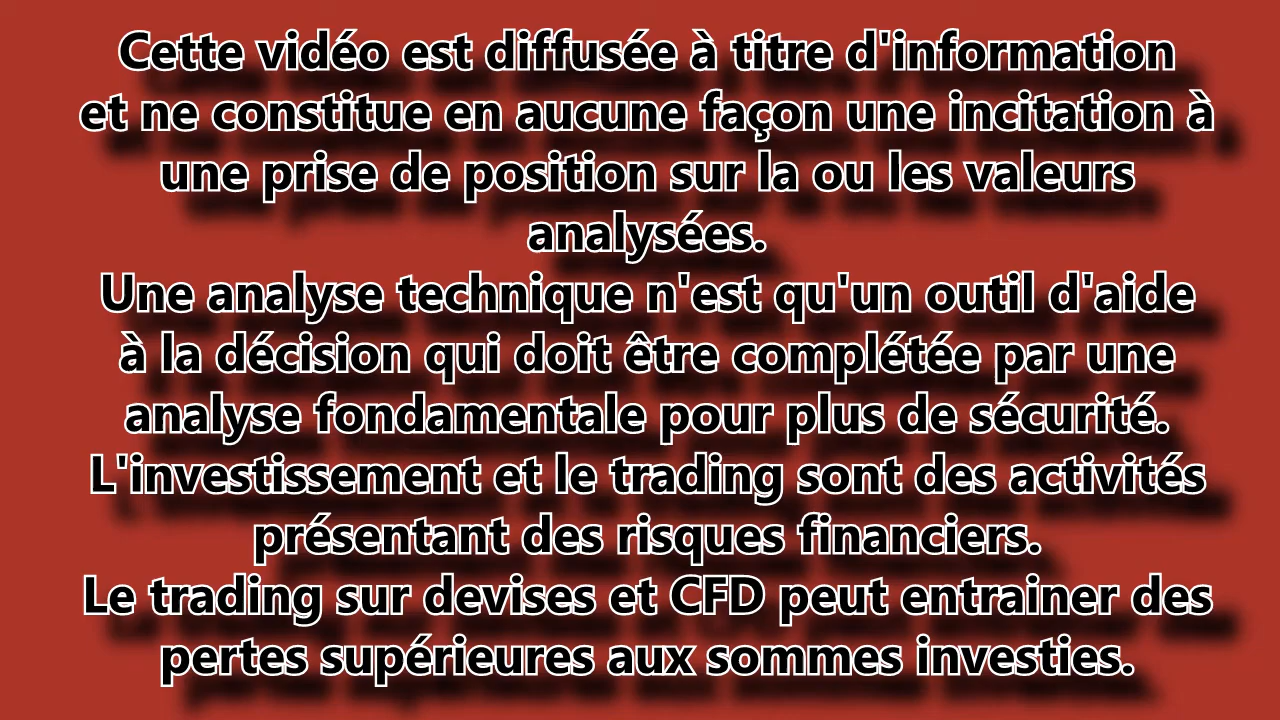 Cette vidéo est diffusée à titre d'information
et ne constitue en aucune façon une incitation à
une prise de position sur la ou les valeurs
analysées.
Une analyse technique n'est qu'un outil d'aide
à la décision qui doit être complétée par une
analyse fondamentale pour plus de sécurité.
L'investissement et le trading sont des activités
présentant des risques financiers.
Le trading sur devises et CFD peut entrainer des
pertes supérieures aux sommes investies.